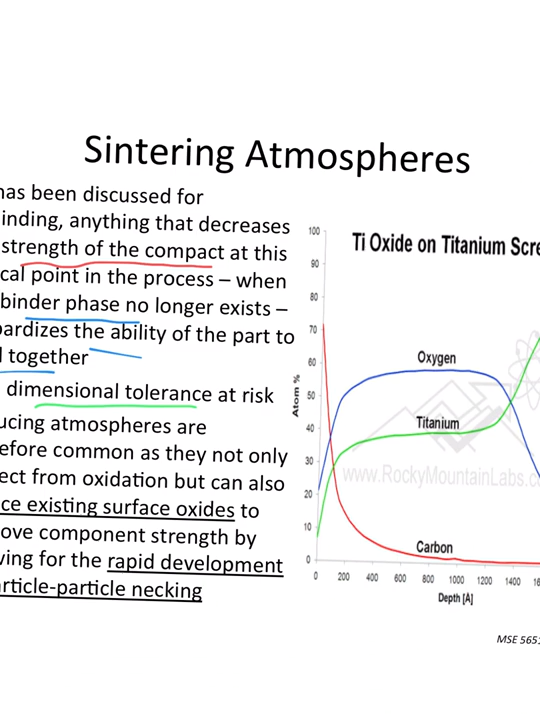 Sintering Atmospheres
has been discussed for
inding, anything that decreases
strength of the compact at this
cal point in the process – when
binder phase no longer exists –
pardizes the ability of the part to
d together
dimensional tolerance at risk
ucing atmospheres are
efore common as they not only
ect from oxidation but can also
ce existing surface oxides to
ove component strength by
wing for the rapid development
article-particle necking
Ti Oxide on Titanium Scre
100
90
80
70
60
50
40
30
20
10
0
Atom %
Oxygen
Titanium
Carbon
www.RockyMountainLabs.c
0 200 400 600 800 1000 1200 1400 16
Depth [A]
MSE 565